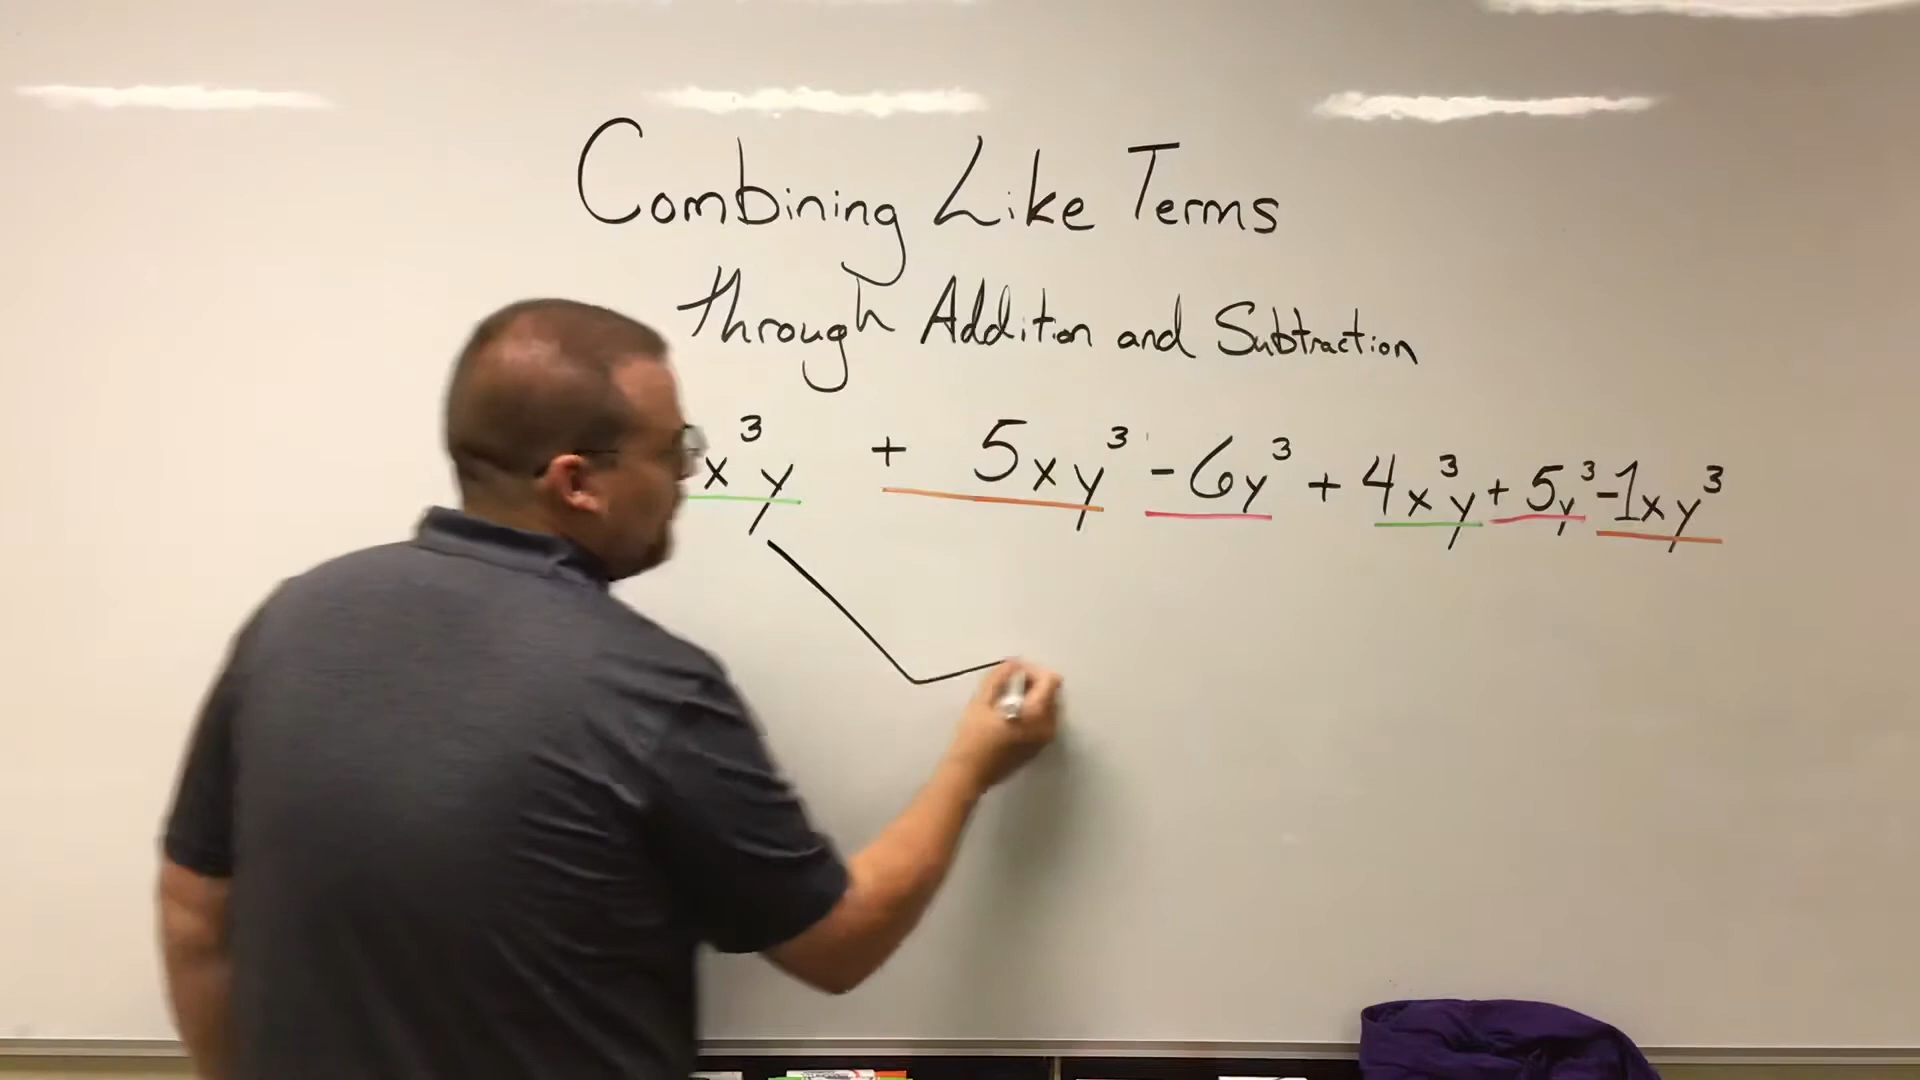 Combining Like Terms
through Addition and Subtraction
x³y + 5xy³ - 6y³ + 4x³y + 5y³ - 1xy³